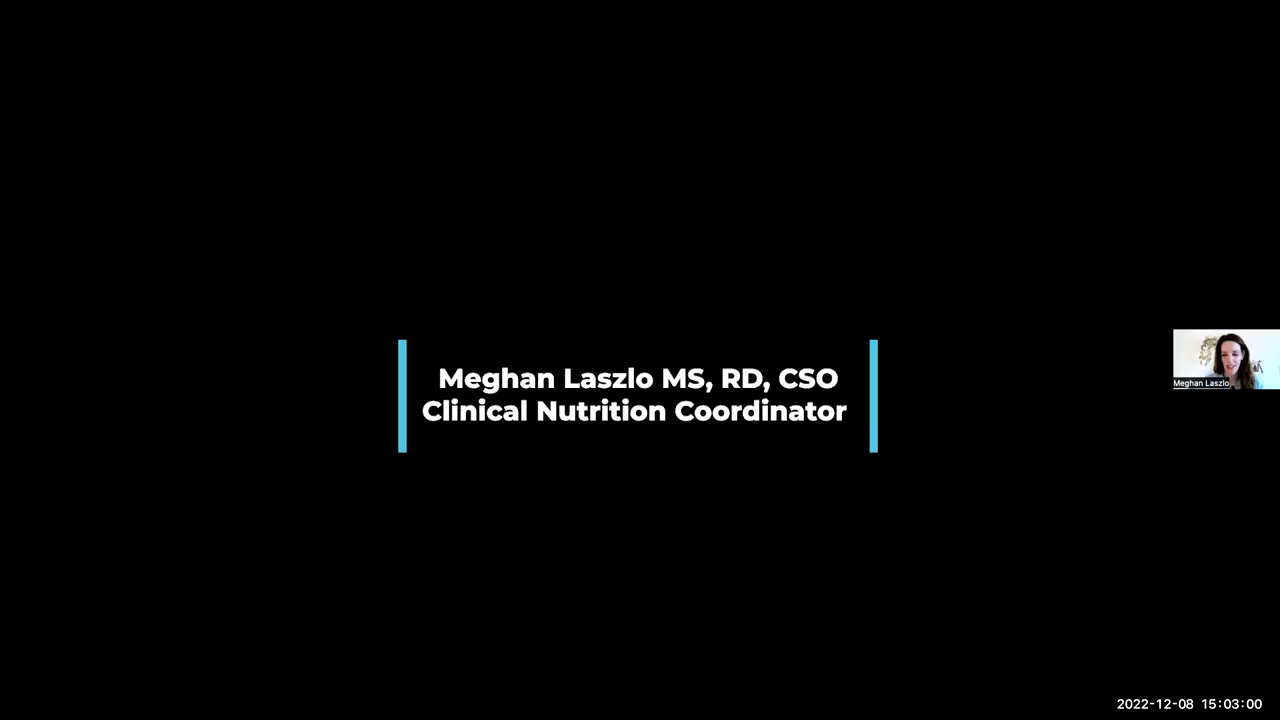 Meghan Laszlo MS, RD, CSO
Clinical Nutrition Coordinator
Meghan Laszlo
2022-12-08 15:03:00